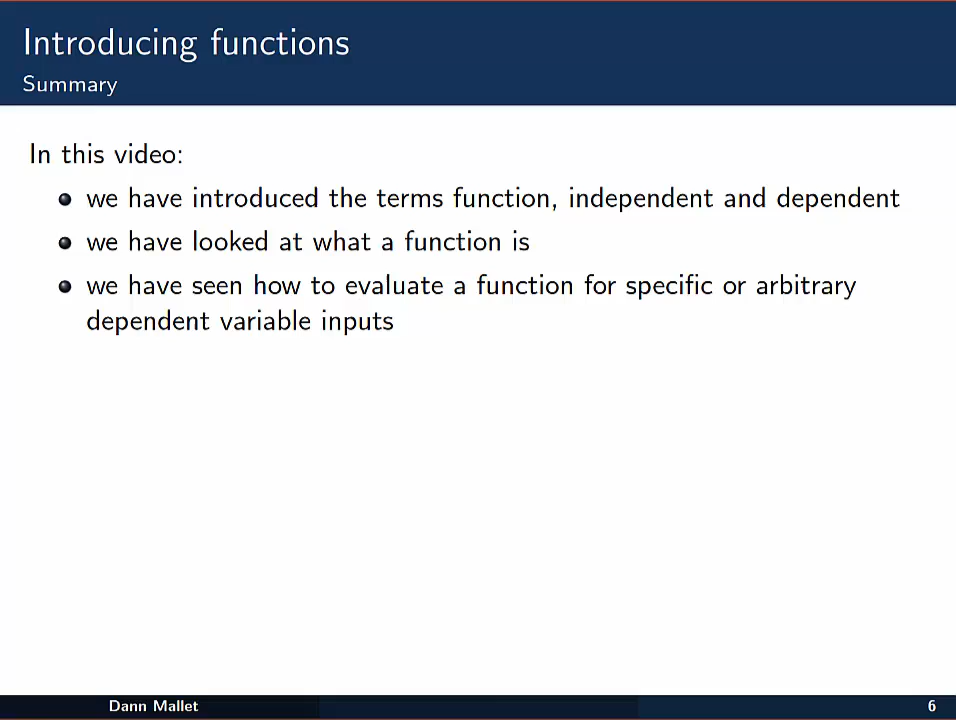 Introducing functions
Summary
In this video:
we have introduced the terms function, independent and dependent
we have looked at what a function is
we have seen how to evaluate a function for specific or arbitrary
dependent variable inputs
Dann Mallet
6